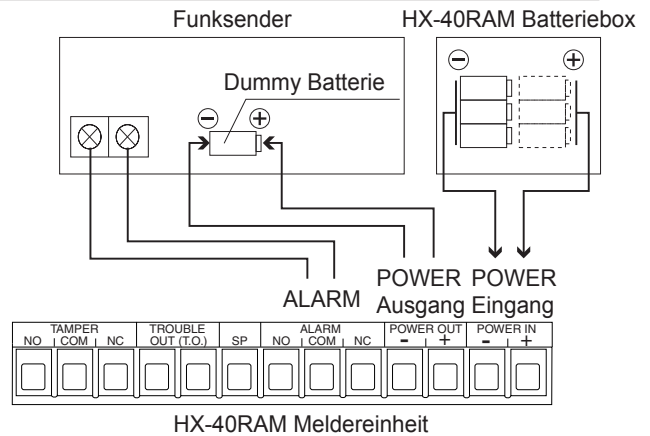 Funksender
HX-40RAM Batteriebox
Dummy Batterie
- +
- +
ALARM
POWER Ausgang
POWER Eingang
TAMPER
NO COM NC
TROUBLE
OUT (T.O.)
SP
ALARM
NO COM NC
POWER OUT
- +
POWER IN
- +
HX-40RAM Meldereinheit